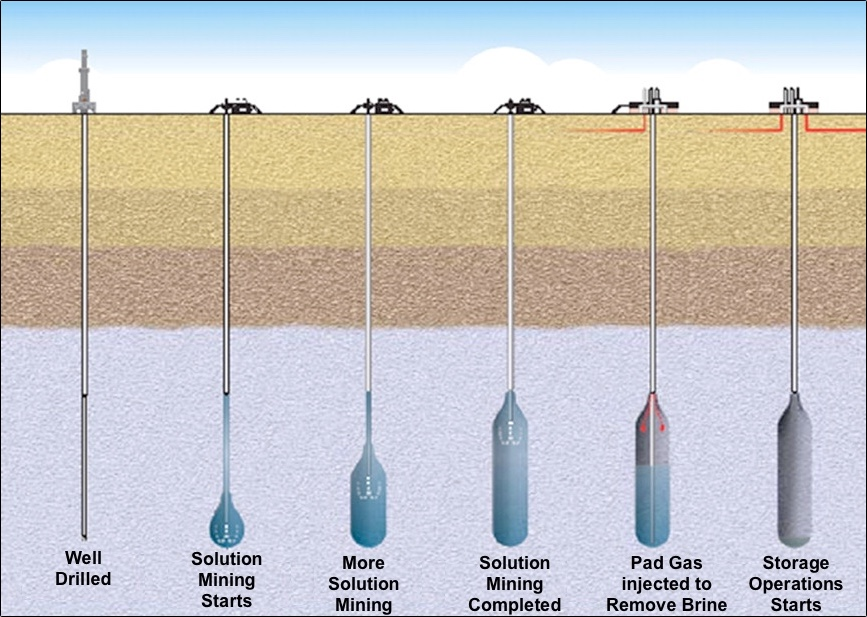 Well
Drilled
Solution
Mining
Starts
More
Solution
Mining
Solution
Mining
Completed
Pad Gas
injected to
Remove Brine
Storage
Operations
Starts